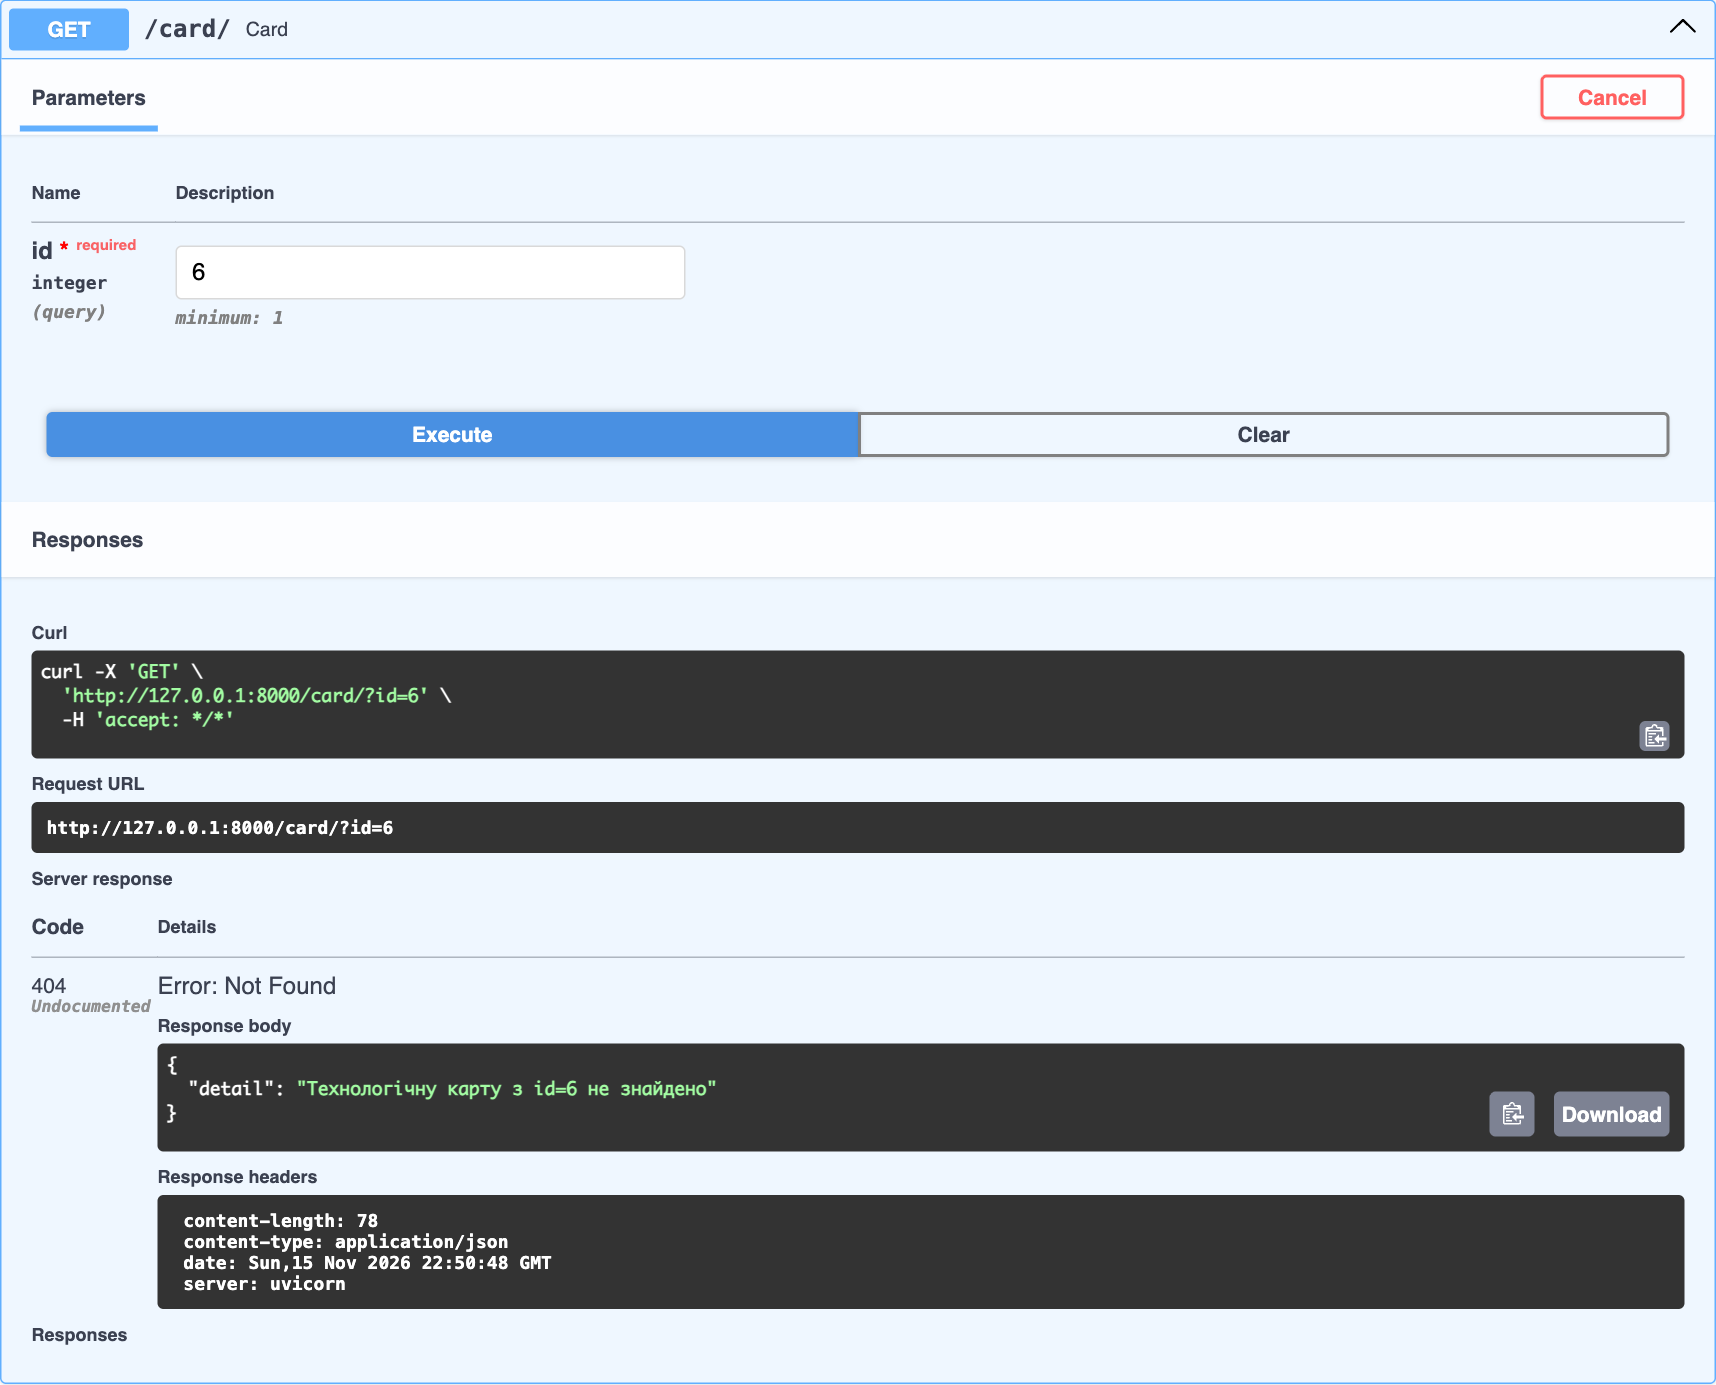 GET /card/ Card
Parameters
Cancel
Name Description
id * required
integer
(query)
6
minimum: 1
Execute
Clear
Responses
Curl
curl -X 'GET' \
  'http://127.0.0.1:8000/card/?id=6' \
  -H 'accept: */*'
Request URL
http://127.0.0.1:8000/card/?id=6
Server response
Code Details
404
Undocumented
Error: Not Found
Response body
{
  "detail": "Технологічну карту з id=6 не знайдено"
}
Download
Response headers
content-length: 78
content-type: application/json
date: Sun,15 Nov 2026 22:50:48 GMT
server: uvicorn
Responses